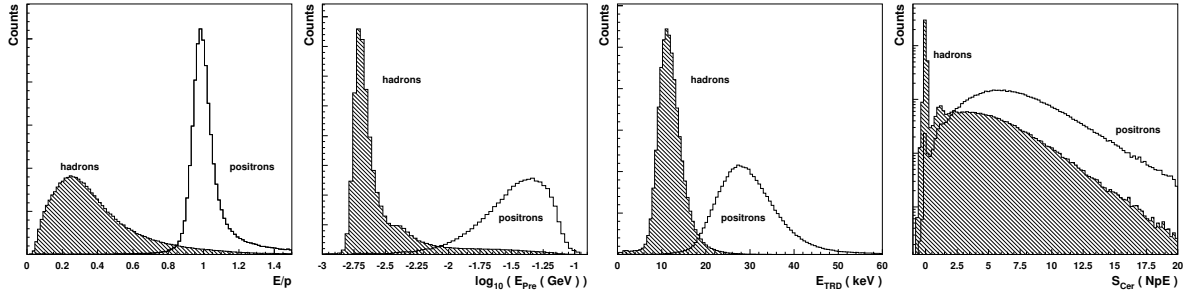 Counts
hadrons
positrons
0 0.2 0.4 0.6 0.8 1 1.2 1.4
E/p
Counts
hadrons
positrons
-3 -2.75 -2.5 -2.25 -2 -1.75 -1.5 -1.25 -1
log10 ( EPre ( GeV ) )
Counts
hadrons
positrons
0 10 20 30 40 50 60
ETRD ( keV )
Counts
hadrons
positrons
0 2.5 5 7.5 10 12.5 15 17.5 20
SCer ( NpE )